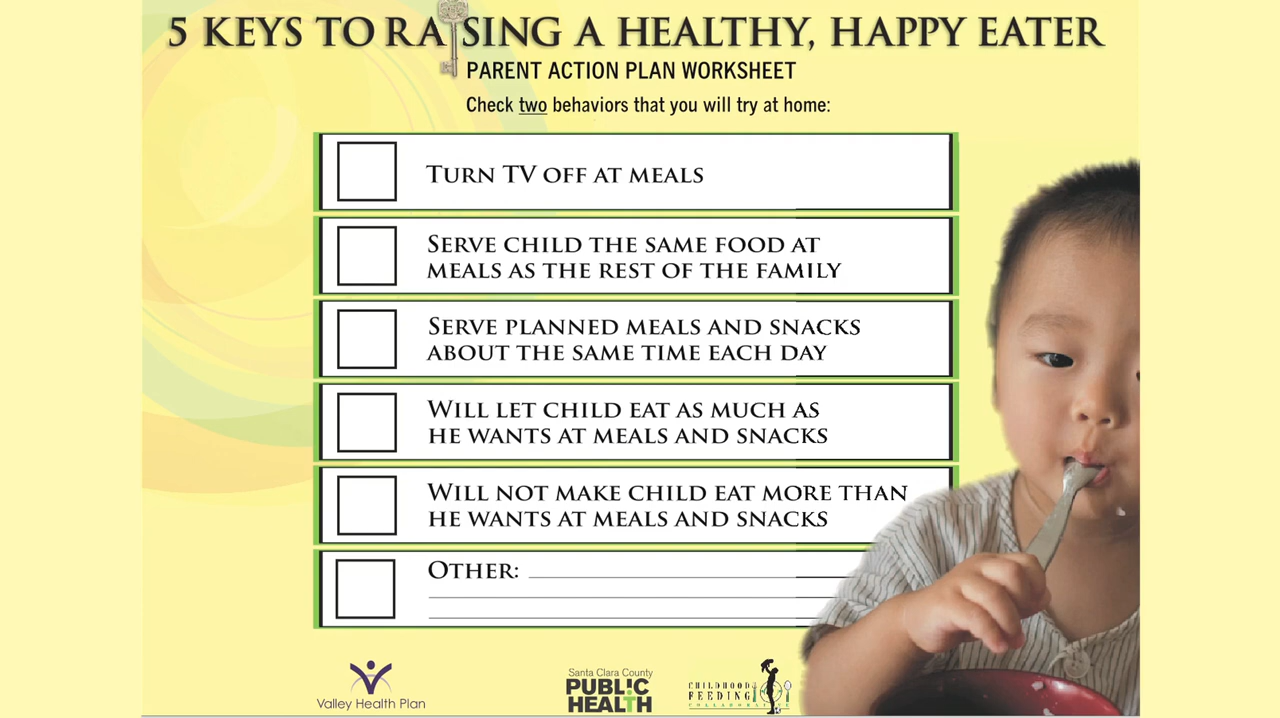 5 KEYS TO RAISING A HEALTHY, HAPPY EATER
PARENT ACTION PLAN WORKSHEET
Check two behaviors that you will try at home:
TURN TV OFF AT MEALS
SERVE CHILD THE SAME FOOD AT
MEALS AS THE REST OF THE FAMILY
SERVE PLANNED MEALS AND SNACKS
ABOUT THE SAME TIME EACH DAY
WILL LET CHILD EAT AS MUCH AS
HE WANTS AT MEALS AND SNACKS
WILL NOT MAKE CHILD EAT MORE THAN
HE WANTS AT MEALS AND SNACKS
OTHER:
Valley Health Plan
Santa Clara County
PUBLIC
HEALTH
CHILDHOOD
FEEDING
COLLABORATIVE